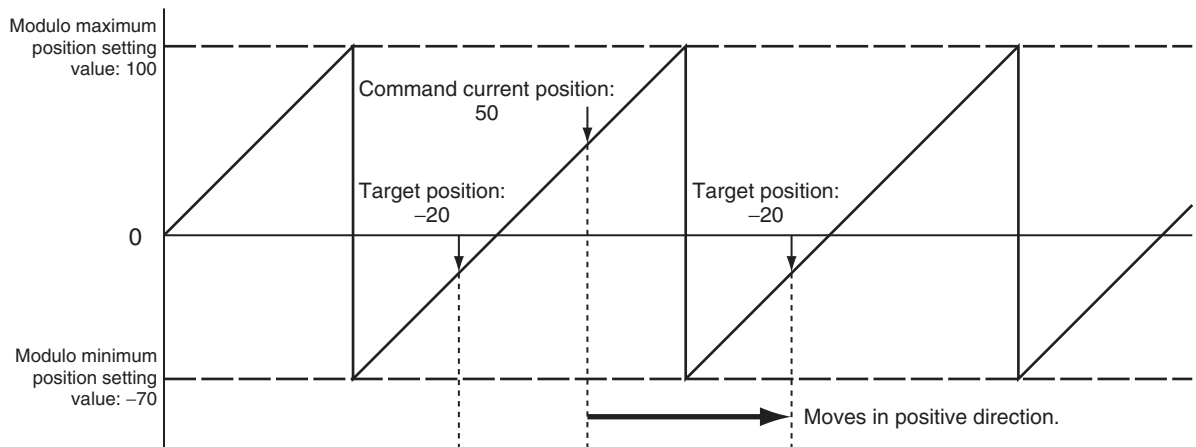 Modulo maximum
position setting
value: 100
Command current position:
50
Target position:
–20
Target position:
–20
0
Modulo minimum
position setting
value: –70
Moves in positive direction.